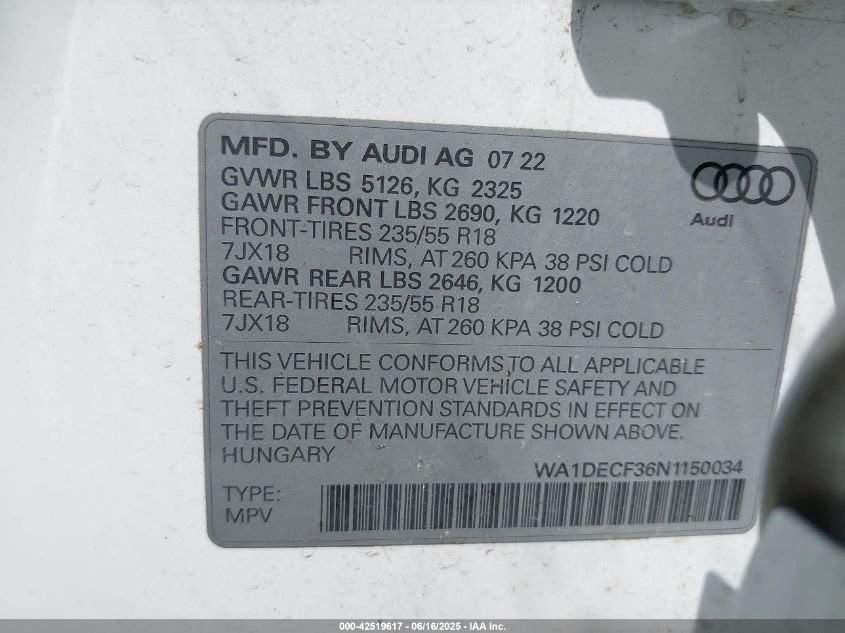 MFD. BY AUDI AG 07 22
GVWR LBS 5126, KG 2325
GAWR FRONT LBS 2690, KG 1220
FRONT-TIRES 235/55 R18
7JX18 RIMS, AT 260 KPA 38 PSI COLD
GAWR REAR LBS 2646, KG 1200
REAR-TIRES 235/55 R18
7JX18 RIMS, AT 260 KPA 38 PSI COLD
Audi
THIS VEHICLE CONFORMS TO ALL APPLICABLE
U.S. FEDERAL MOTOR VEHICLE SAFETY AND
THEFT PREVENTION STANDARDS IN EFFECT ON
THE DATE OF MANUFACTURE SHOWN ABOVE.
HUNGARY
WA1DECF36N1150034
TYPE:
MPV
000-42519617 - 06/16/2025 - IAA Inc.